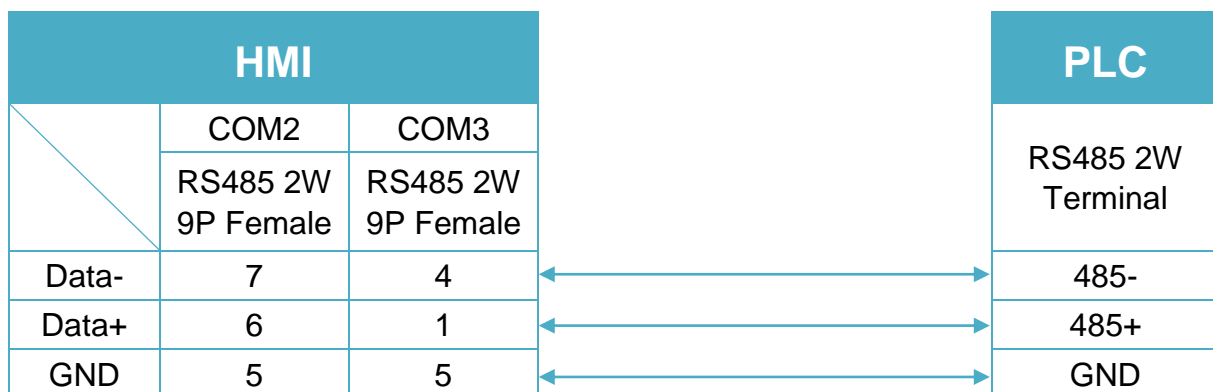 HMI PLC
COM2 COM3
RS485 2W RS485 2W RS485 2W
9P Female 9P Female Terminal
Data- 7 4 485-
Data+ 6 1 485+
GND 5 5 GND